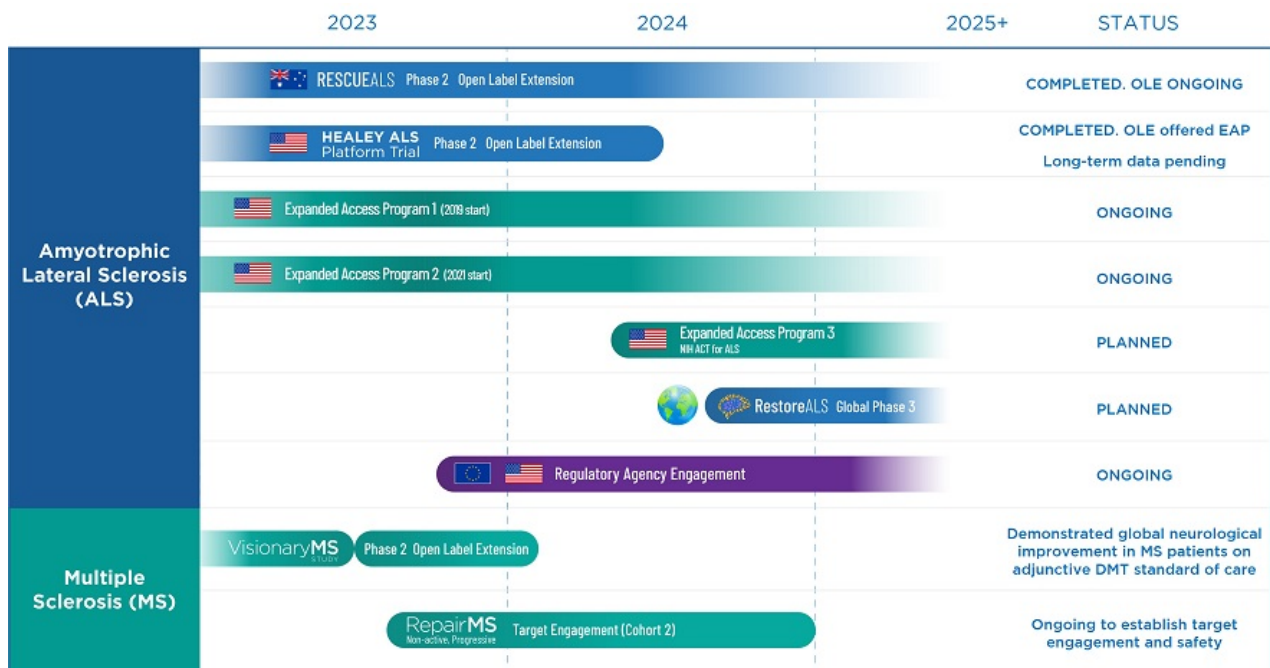 2023 2024 2025+ STATUS
RESCUEALS Phase 2 Open Label Extension
COMPLETED. OLE ONGOING
HEALEY ALS
Platform Trial
Phase 2 Open Label Extension
COMPLETED. OLE offered EAP
Long-term data pending
Expanded Access Program 1 (2019 start)
ONGOING
Amyotrophic
Lateral Sclerosis
(ALS)
Expanded Access Program 2 (2021 start)
ONGOING
Expanded Access Program 3
NIH ACT for ALS
PLANNED
RestoreALS Global Phase 3
PLANNED
Regulatory Agency Engagement
ONGOING
Multiple
Sclerosis (MS)
VisionaryMS
STUDY
Phase 2 Open Label Extension
Demonstrated global neurological
improvement in MS patients on
adjunctive DMT standard of care
RepairMS
Non-active, Progressive
Target Engagement (Cohort 2)
Ongoing to establish target
engagement and safety